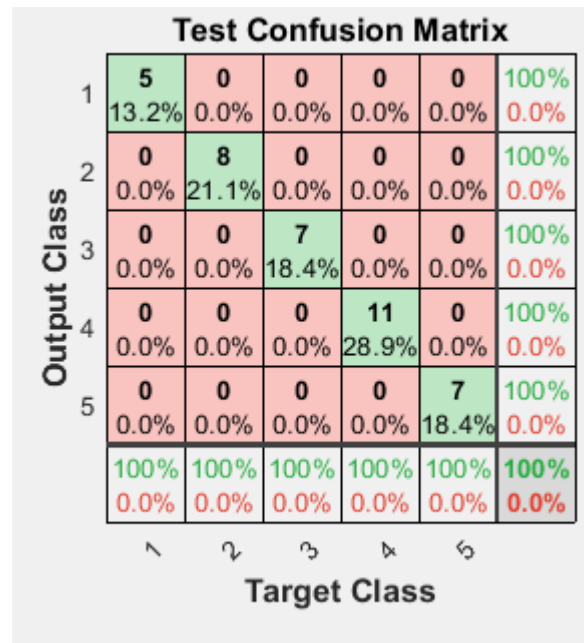 Test Confusion Matrix
Output Class
1
5 0 0 0 0 100%
13.2% 0.0% 0.0% 0.0% 0.0% 0.0%
2
0 8 0 0 0 100%
0.0% 21.1% 0.0% 0.0% 0.0% 0.0%
3
0 0 7 0 0 100%
0.0% 0.0% 18.4% 0.0% 0.0% 0.0%
4
0 0 0 11 0 100%
0.0% 0.0% 0.0% 28.9% 0.0% 0.0%
5
0 0 0 0 7 100%
0.0% 0.0% 0.0% 0.0% 18.4% 0.0%
100% 100% 100% 100% 100% 100%
0.0% 0.0% 0.0% 0.0% 0.0% 0.0%
1 2 3 4 5
Target Class